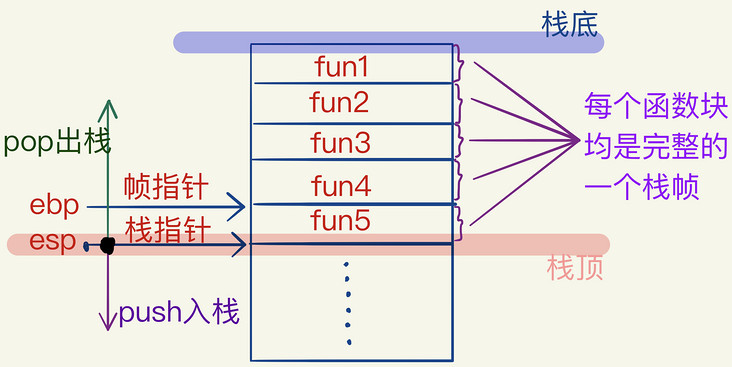 栈底
fun1
fun2
fun3
fun4
fun5
每个函数块
均是完整的
一个栈帧
pop出栈
帧指针
ebp
栈指针
esp
栈顶
push入栈